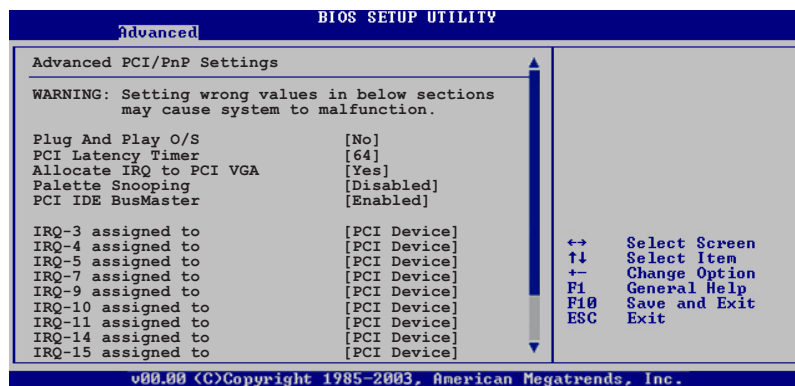 BIOS SETUP UTILITY
Advanced
Advanced PCI/PnP Settings
WARNING: Setting wrong values in below sections
may cause system to malfunction.
Plug And Play O/S [No]
PCI Latency Timer [64]
Allocate IRQ to PCI VGA [Yes]
Palette Snooping [Disabled]
PCI IDE BusMaster [Enabled]
IRQ-3 assigned to [PCI Device]
IRQ-4 assigned to [PCI Device]
IRQ-5 assigned to [PCI Device]
IRQ-7 assigned to [PCI Device]
IRQ-9 assigned to [PCI Device]
IRQ-10 assigned to [PCI Device]
IRQ-11 assigned to [PCI Device]
IRQ-14 assigned to [PCI Device]
IRQ-15 assigned to [PCI Device]
←→ Select Screen
↑↓ Select Item
+- Change Option
F1 General Help
F10 Save and Exit
ESC Exit
v00.00 (C)Copyright 1985-2003, American Megatrends, Inc.